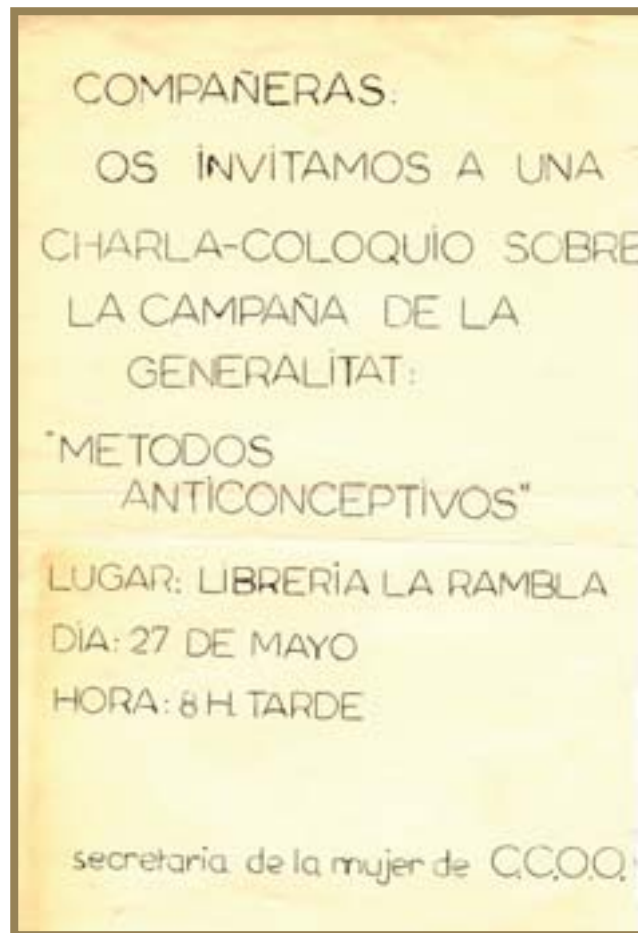 COMPAÑERAS:
OS INVITAMOS A UNA
CHARLA-COLOQUIO SOBRE
LA CAMPAÑA DE LA
GENERALITAT:
"METODOS
ANTICONCEPTIVOS"
LUGAR: LIBRERIA LA RAMBLA
DIA: 27 DE MAYO
HORA: 8 H. TARDE
secretaria de la mujer de C.C.O.O.